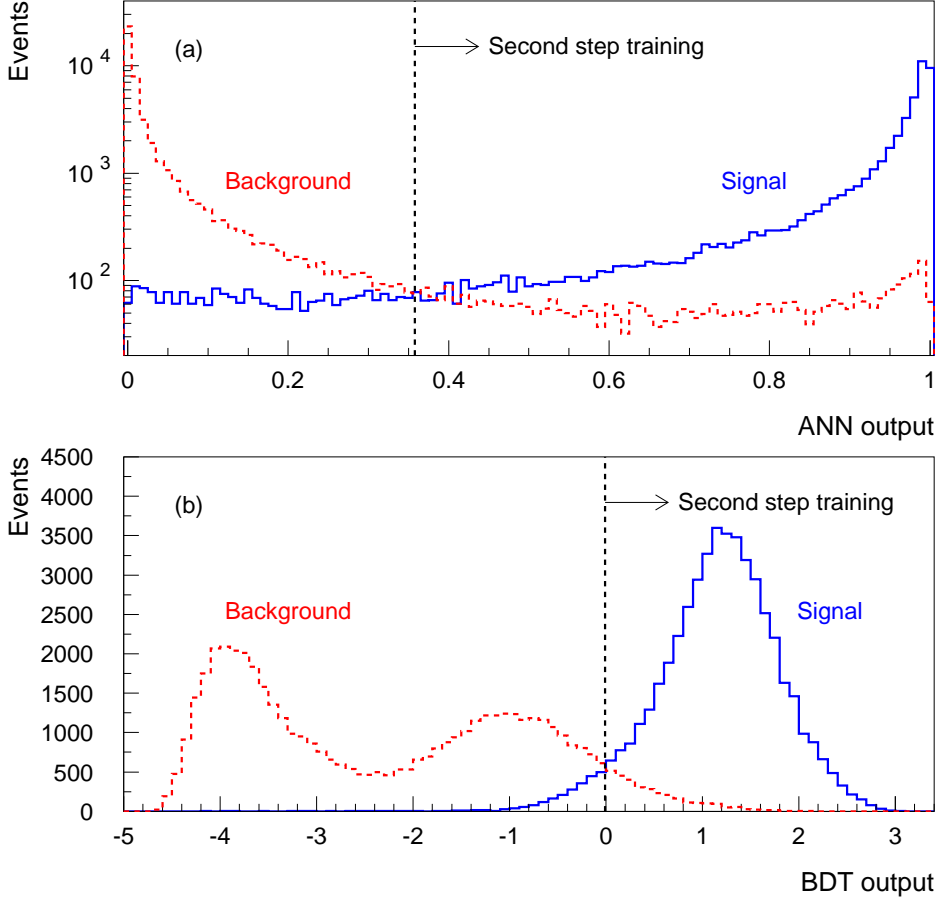 Events
(a)
Second step training
10^4
10^3
10^2
Background
Signal
0
0.2
0.4
0.6
0.8
1
ANN output
Events
4500
4000
3500
3000
2500
2000
1500
1000
500
0
(b)
Second step training
Background
Signal
-5
-4
-3
-2
-1
0
1
2
3
BDT output